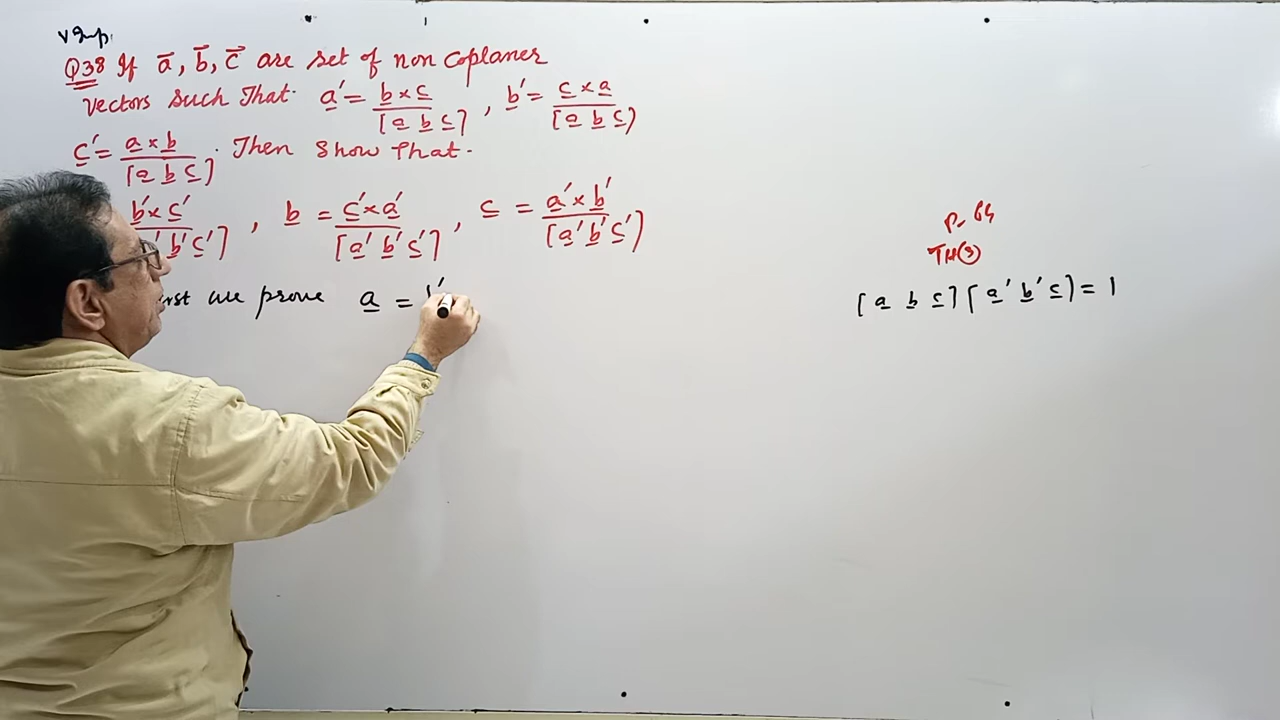 v Imp.
Q38 If a⃗, b⃗, c⃗ are set of non coplaner
Vectors Such That a̲' = b̲ × c̲ / [a̲ b̲ c̲], b̲' = c̲ × a̲ / [a̲ b̲ c̲)
c̲' = a̲ × b̲ / [a̲ b̲ c̲]. Then Show That.
b̲' × c̲' / ' b̲' c̲'], b̲ = c̲' × a̲' / [a̲' b̲' c̲'], c̲ = a̲' × b̲' / [a̲' b̲' c̲')
we prove a̲ =
P-64
TH(3)
[a̲ b̲ c̲] [a̲' b̲' c̲) = 1